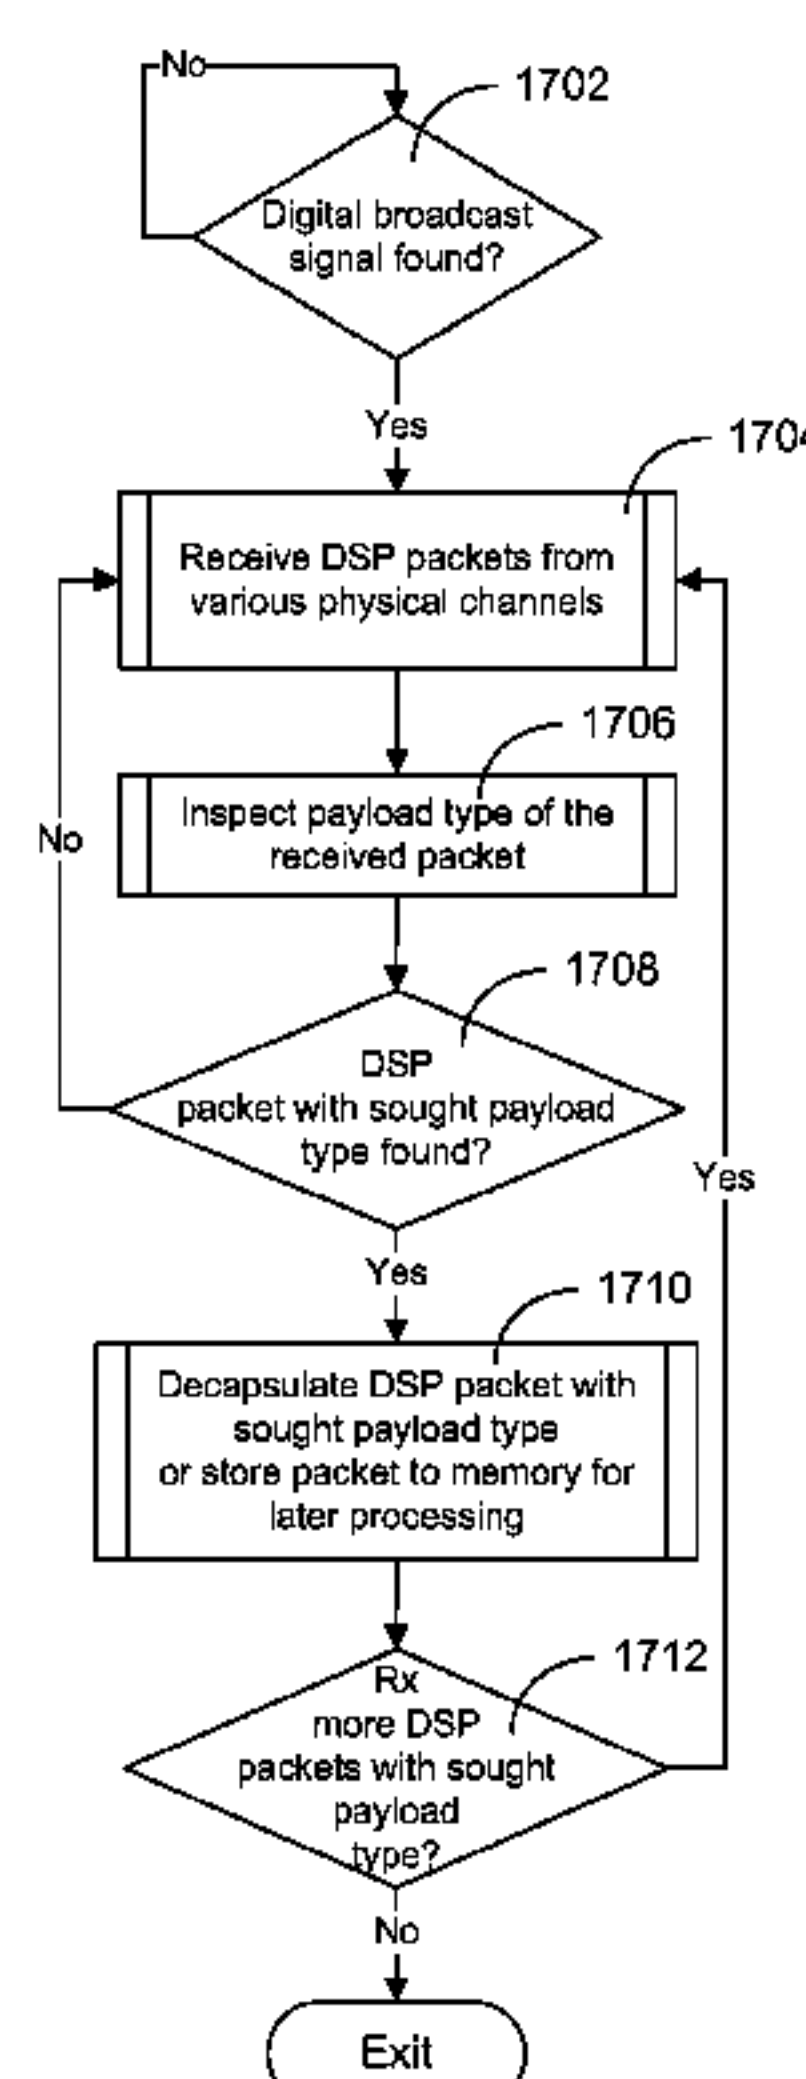 No
1702
Digital broadcast
signal found?
Yes
Receive DSP packets from
various physical channels
1706
Inspect payload type of the
received packet
No
1708
DSP
packet with sought payload
type found?
Yes
Yes
1710
Decapsulate DSP packet with
sought payload type
or store packet to memory for
later processing
1712
Rx
more DSP
packets with sought
payload
type?
No
Exit